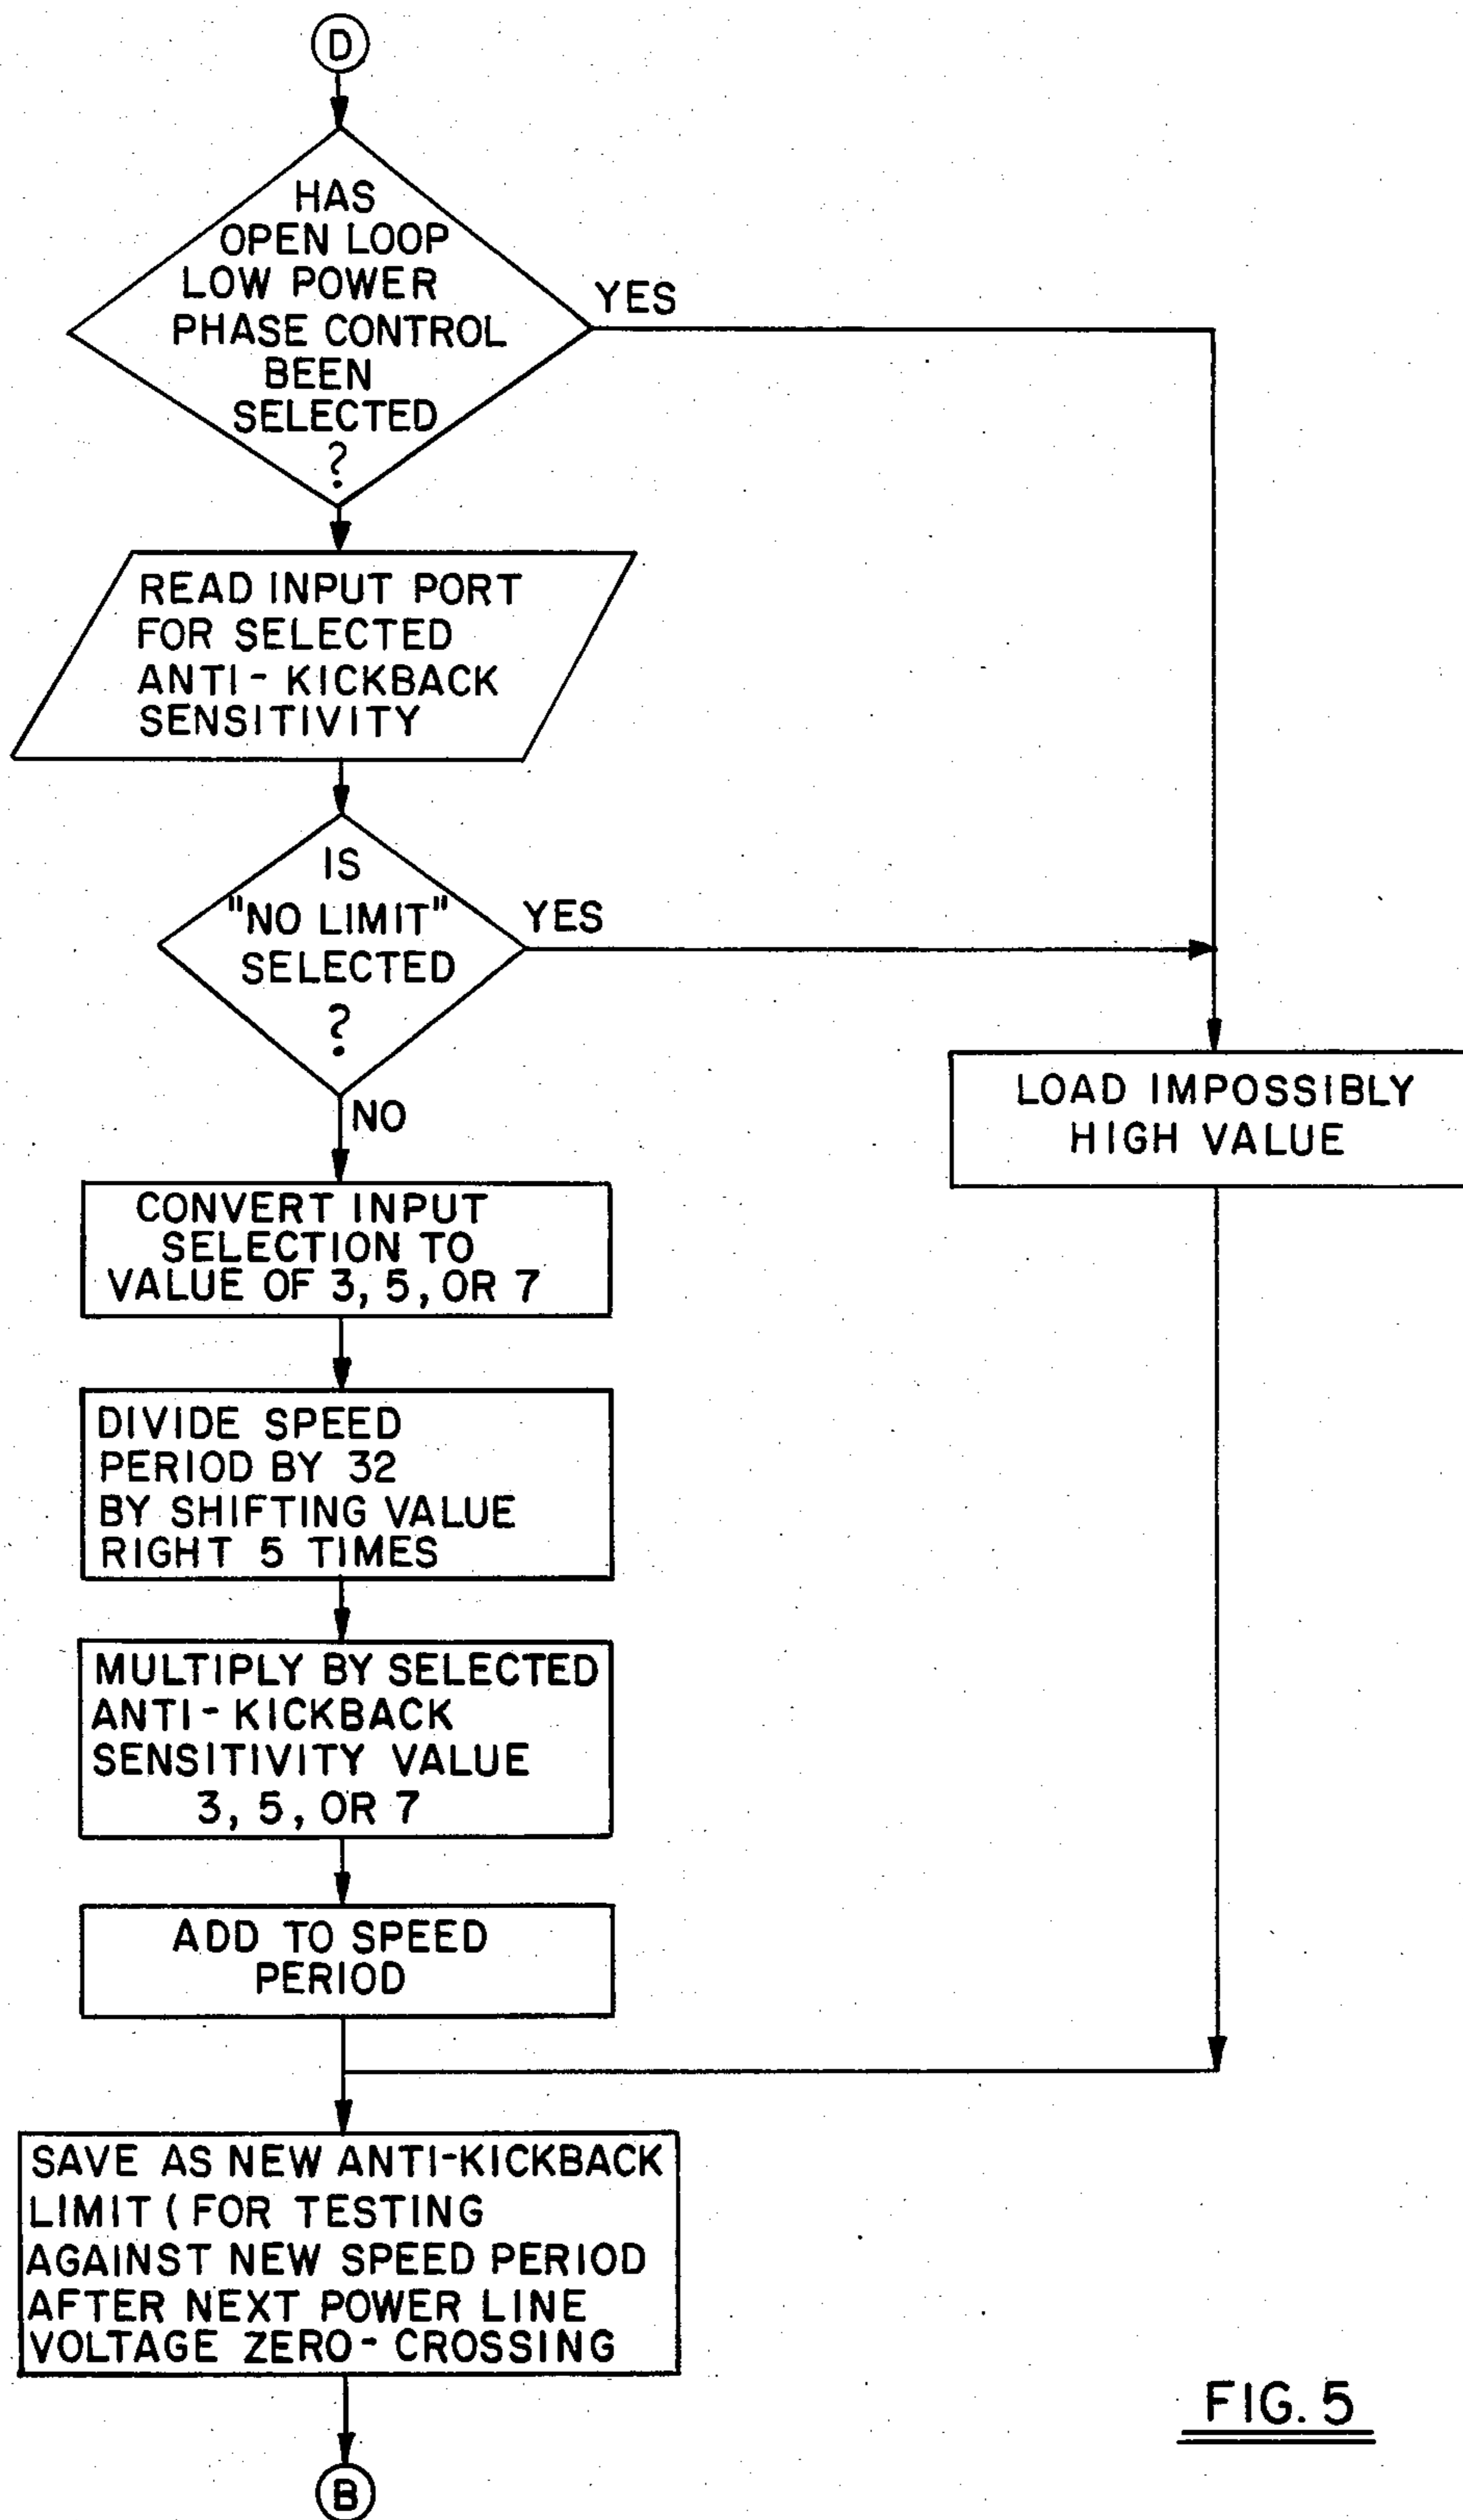 D
HAS
OPEN LOOP
LOW POWER
PHASE CONTROL
BEEN
SELECTED
?
YES
READ INPUT PORT
FOR SELECTED
ANTI-KICKBACK
SENSITIVITY
IS
"NO LIMIT"
SELECTED
?
YES
NO
LOAD IMPOSSIBLY
HIGH VALUE
CONVERT INPUT
SELECTION TO
VALUE OF 3, 5, OR 7
DIVIDE SPEED
PERIOD BY 32
BY SHIFTING VALUE
RIGHT 5 TIMES
MULTIPLY BY SELECTED
ANTI-KICKBACK
SENSITIVITY VALUE
3, 5, OR 7
ADD TO SPEED
PERIOD
SAVE AS NEW ANTI-KICKBACK
LIMIT (FOR TESTING
AGAINST NEW SPEED PERIOD
AFTER NEXT POWER LINE
VOLTAGE ZERO-CROSSING
B
FIG. 5